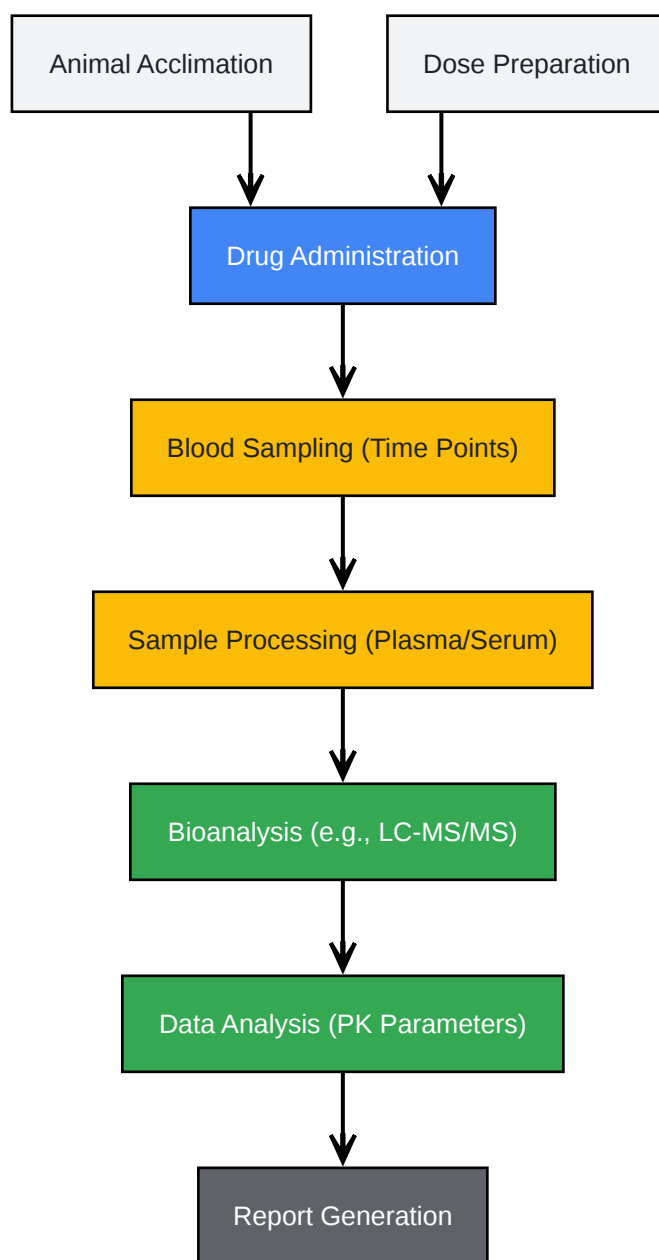 Animal Acclimation
Dose Preparation
Drug Administration
Blood Sampling (Time Points)
Sample Processing (Plasma/Serum)
Bioanalysis (e.g., LC-MS/MS)
Data Analysis (PK Parameters)
Report Generation